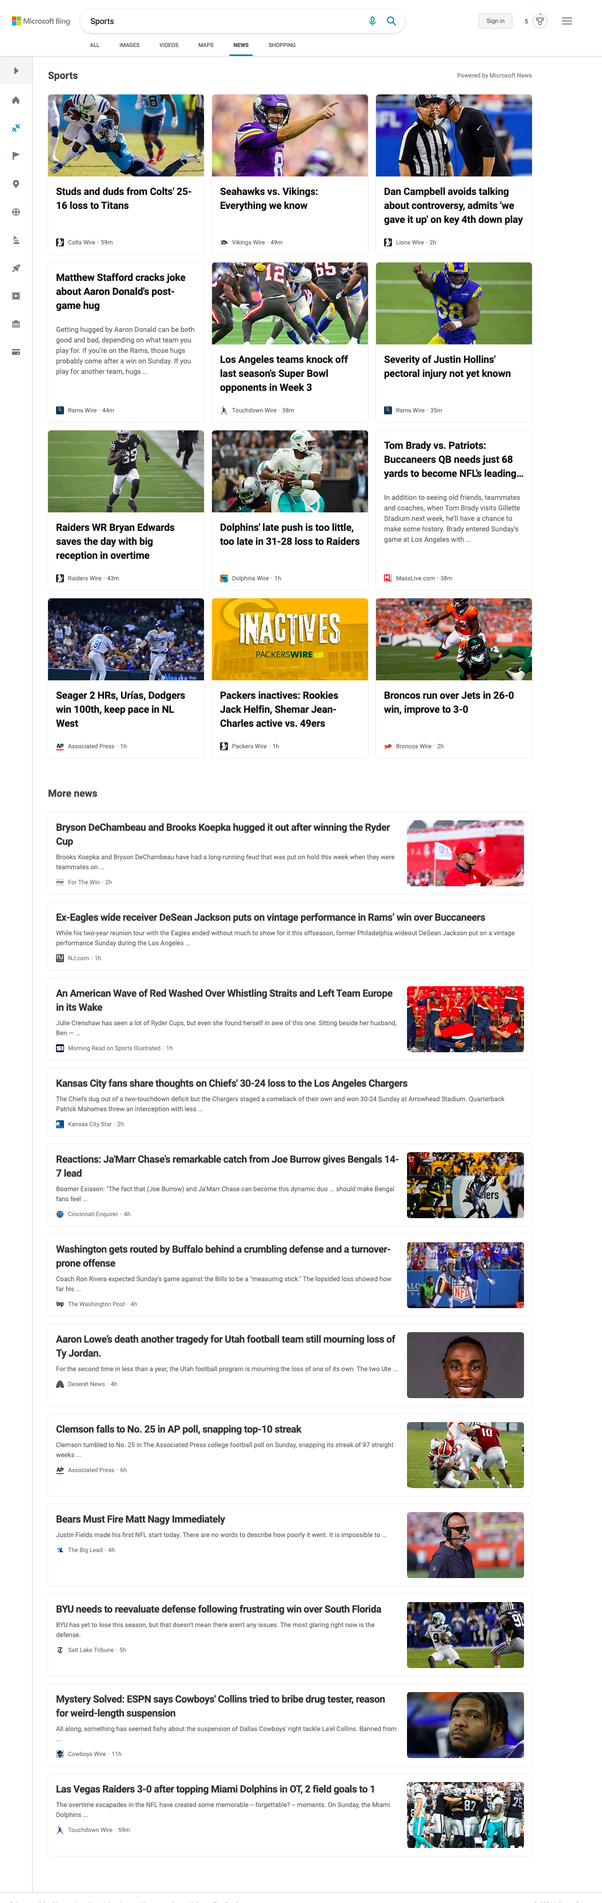 Microsoft Bing
Sports
Sign in
5
ALL IMAGES VIDEOS MAPS NEWS SHOPPING
Sports
Powered by Microsoft News
Studs and duds from Colts' 25-
16 loss to Titans
Colts Wire · 59m
Seahawks vs. Vikings:
Everything we know
Vikings Wire · 49m
Dan Campbell avoids talking
about controversy, admits 'we
gave it up' on key 4th down play
Lions Wire · 2h
Matthew Stafford cracks joke
about Aaron Donald's post-
game hug
Getting hugged by Aaron Donald can be both
good and bad, depending on what team you
play for. If you're on the Rams, those hugs
probably come after a win on Sunday. If you
play for another team, hugs ...
Rams Wire · 44m
Los Angeles teams knock off
last season's Super Bowl
opponents in Week 3
Touchdown Wire · 38m
Severity of Justin Hollins'
pectoral injury not yet known
Rams Wire · 35m
Raiders WR Bryan Edwards
saves the day with big
reception in overtime
Raiders Wire · 43m
Dolphins' late push is too little,
too late in 31-28 loss to Raiders
Dolphins Wire · 1h
Tom Brady vs. Patriots:
Buccaneers QB needs just 68
yards to become NFL's leading...
In addition to seeing old friends, teammates
and coaches, when Tom Brady visits Gillette
Stadium next week, he'll have a chance to
make some history. Brady entered Sunday's
game at Los Angeles with ...
MassLive.com · 38m
Seager 2 HRs, Urías, Dodgers
win 100th, keep pace in NL
West
Associated Press · 1h
INACTIVES
PACKERSWIRE
Packers inactives: Rookies
Jack Helfin, Shemar Jean-
Charles active vs. 49ers
Packers Wire · 1h
Broncos run over Jets in 26-0
win, improve to 3-0
Broncos Wire · 2h
More news
Bryson DeChambeau and Brooks Koepka hugged it out after winning the Ryder
Cup
Brooks Koepka and Bryson DeChambeau have had a long-running feud that was put on hold this week when they were
teammates on ...
For The Win · 2h
Ex-Eagles wide receiver DeSean Jackson puts on vintage performance in Rams' win over Buccaneers
While his two-year reunion tour with the Eagles ended without much to show for it this offseason, former Philadelphia wideout DeSean Jackson put on a vintage
performance Sunday during the Los Angeles ...
NJ.com · 1h
An American Wave of Red Washed Over Whistling Straits and Left Team Europe
in its Wake
Julie Crenshaw has seen a lot of Ryder Cups, but even she found herself in awe of this one. Sitting beside her husband,
Ben — ...
Morning Read on Sports Illustrated · 1h
Kansas City fans share thoughts on Chiefs' 30-24 loss to the Los Angeles Chargers
The Chiefs dug out of a two-touchdown deficit but the Chargers staged a comeback of their own and won 30-24 Sunday at Arrowhead Stadium. Quarterback
Patrick Mahomes threw an interception with less ...
Kansas City Star · 2h
Reactions: Ja'Marr Chase's remarkable catch from Joe Burrow gives Bengals 14-
7 lead
Boomer Esiason: "The fact that (Joe Burrow) and Ja'Marr Chase can become this dynamic duo ... should make Bengal
fans feel ...
Cincinnati Enquirer · 4h
Washington gets routed by Buffalo behind a crumbling defense and a turnover-
prone offense
Coach Ron Rivera expected Sunday's game against the Bills to be a "measuring stick." The lopsided loss showed how
far his ...
The Washington Post · 4h
Aaron Lowe's death another tragedy for Utah football team still mourning loss of
Ty Jordan.
For the second time in less than a year, the Utah football program is mourning the loss of one of its own. The two Ute ...
Deseret News · 4h
Clemson falls to No. 25 in AP poll, snapping top-10 streak
Clemson tumbled to No. 25 in The Associated Press college football poll on Sunday, snapping its streak of 97 straight
weeks ...
Associated Press · 6h
Bears Must Fire Matt Nagy Immediately
Justin Fields made his first NFL start today. There are no words to describe how poorly it went. It is impossible to ...
The Big Lead · 4h
BYU needs to reevaluate defense following frustrating win over South Florida
BYU has yet to lose this season, but that doesn't mean there aren't any issues. The most glaring right now is the
defense.
Salt Lake Tribune · 5h
Mystery Solved: ESPN says Cowboys' Collins tried to bribe drug tester, reason
for weird-length suspension
All along, something has seemed fishy about the suspension of Dallas Cowboys' right tackle La'el Collins. Banned from
...
Cowboys Wire · 11h
Las Vegas Raiders 3-0 after topping Miami Dolphins in OT, 2 field goals to 1
The overtime escapades in the NFL have created some memorable – forgettable? – moments. On Sunday, the Miami
Dolphins ...
Touchdown Wire · 59m